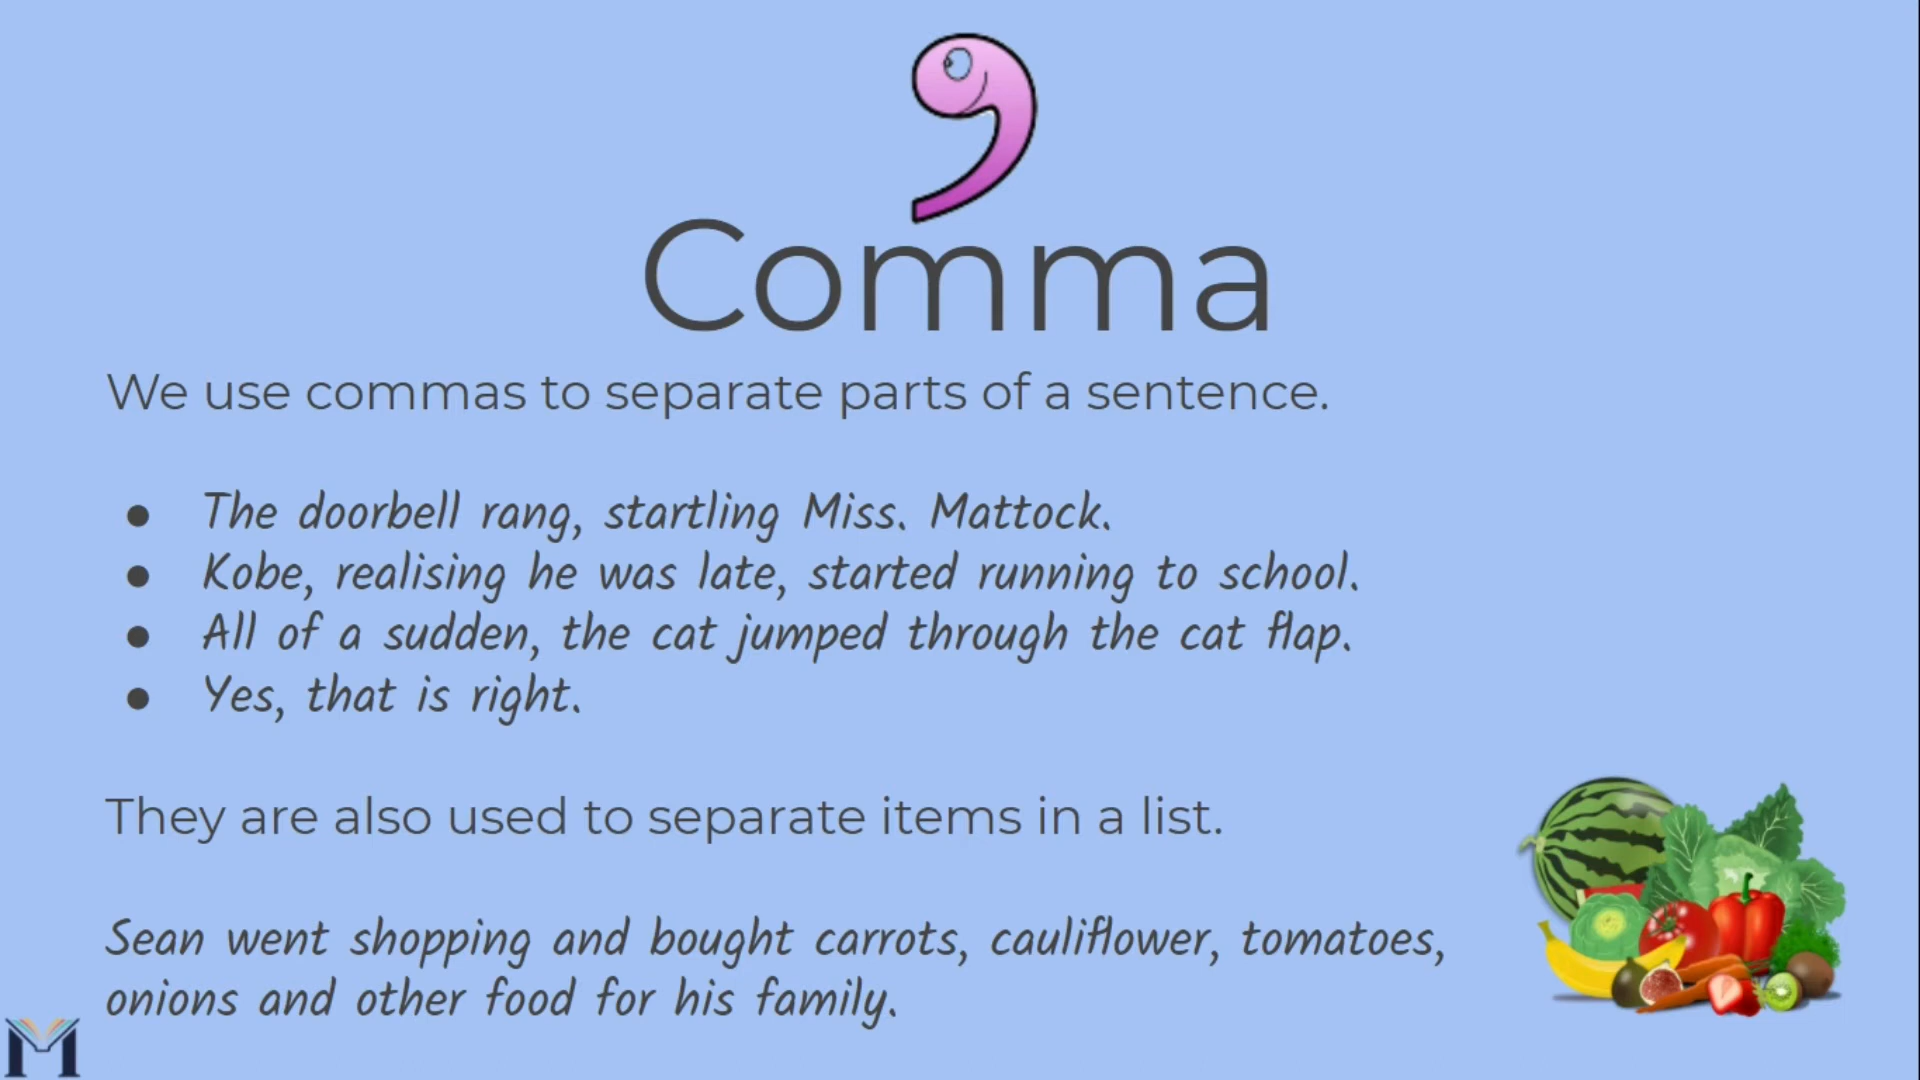 Comma
We use commas to separate parts of a sentence.
● The doorbell rang, startling Miss. Mattock.
● Kobe, realising he was late, started running to school.
● All of a sudden, the cat jumped through the cat flap.
● Yes, that is right.
They are also used to separate items in a list.
Sean went shopping and bought carrots, cauliflower, tomatoes,
onions and other food for his family.